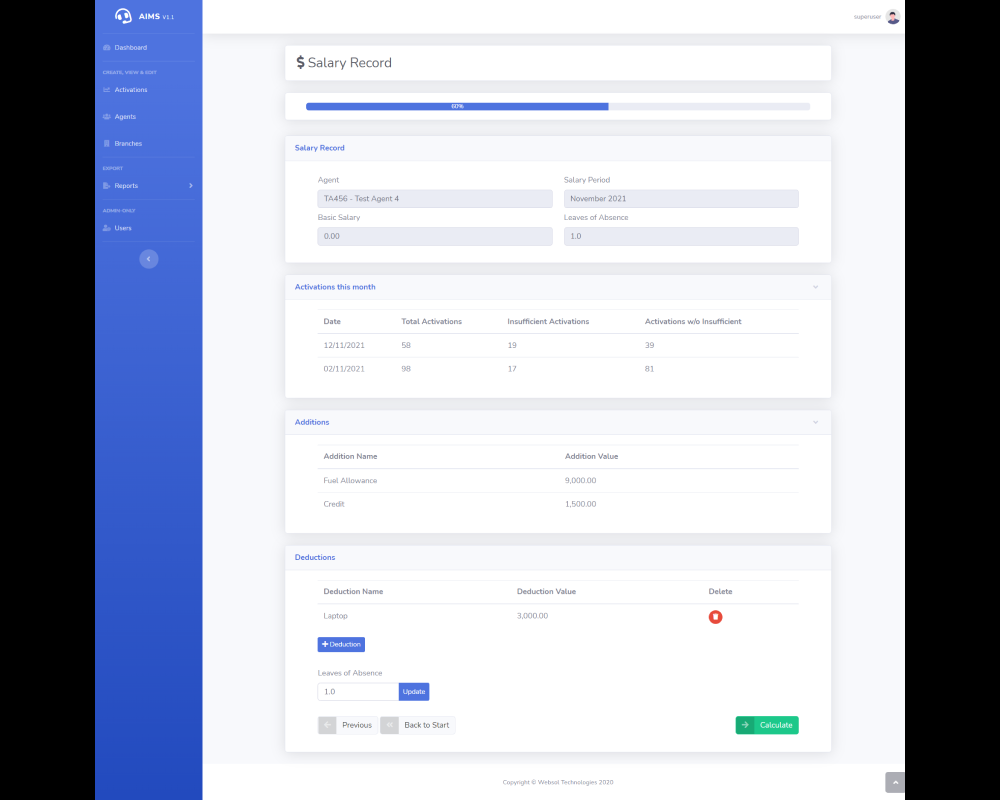 AIMS V1.1
superuser
Dashboard
CREATE, VIEW & EDIT
Activations
Agents
Branches
EXPORT
Reports
ADMIN-ONLY
Users
$ Salary Record
60%
Salary Record
Agent
Salary Period
TA456 - Test Agent 4
November 2021
Basic Salary
Leaves of Absence
0.00
1.0
Activations this month
Date Total Activations Insufficient Activations Activations w/o Insufficient
12/11/2021 58 19 39
02/11/2021 98 17 81
Additions
Addition Name Addition Value
Fuel Allowance 9,000.00
Credit 1,500.00
Deductions
Deduction Name Deduction Value Delete
Laptop 3,000.00
+ Deduction
Leaves of Absence
1.0 Update
Previous Back to Start Calculate
Copyright © Websol Technologies 2020